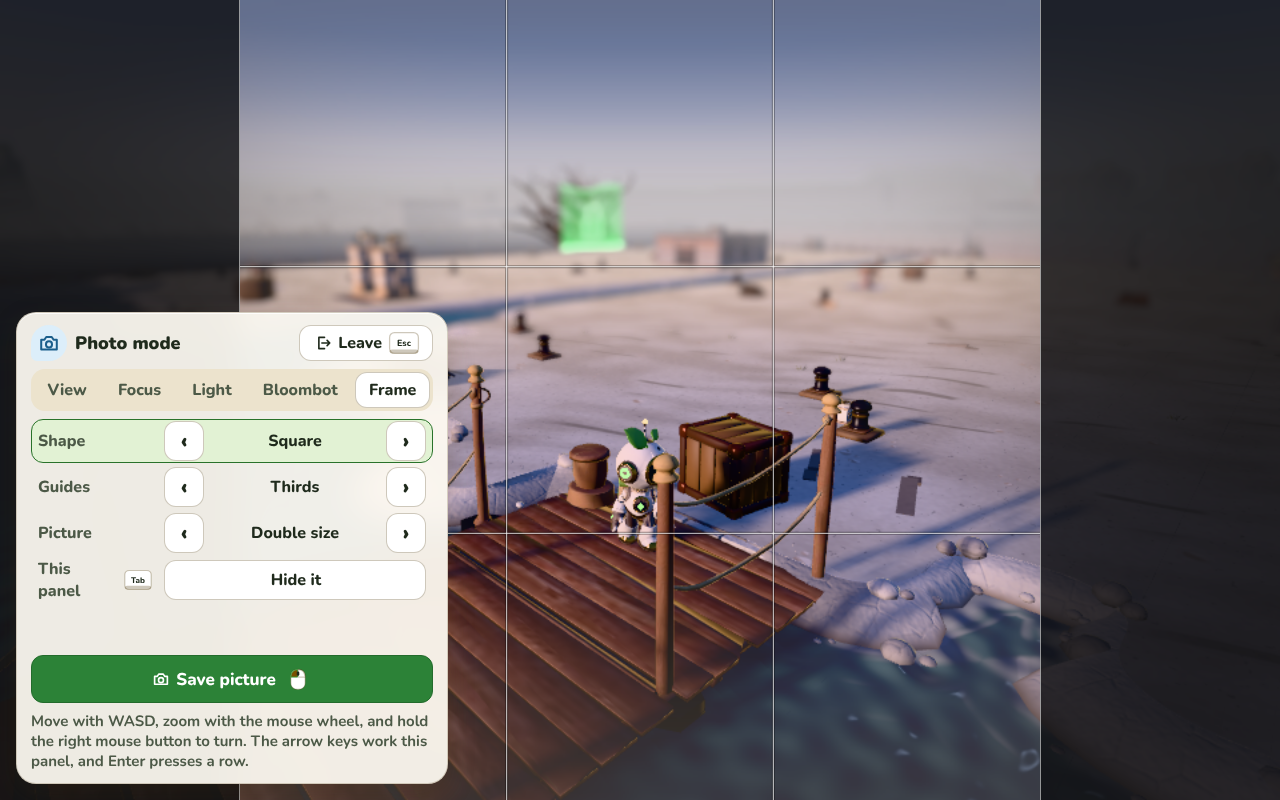 Photo mode
Leave Esc
View Focus Light Bloombot Frame
Shape ‹ Square ›
Guides ‹ Thirds ›
Picture ‹ Double size ›
This panel Tab Hide it
Save picture
Move with WASD, zoom with the mouse wheel, and hold
the right mouse button to turn. The arrow keys work this
panel, and Enter presses a row.